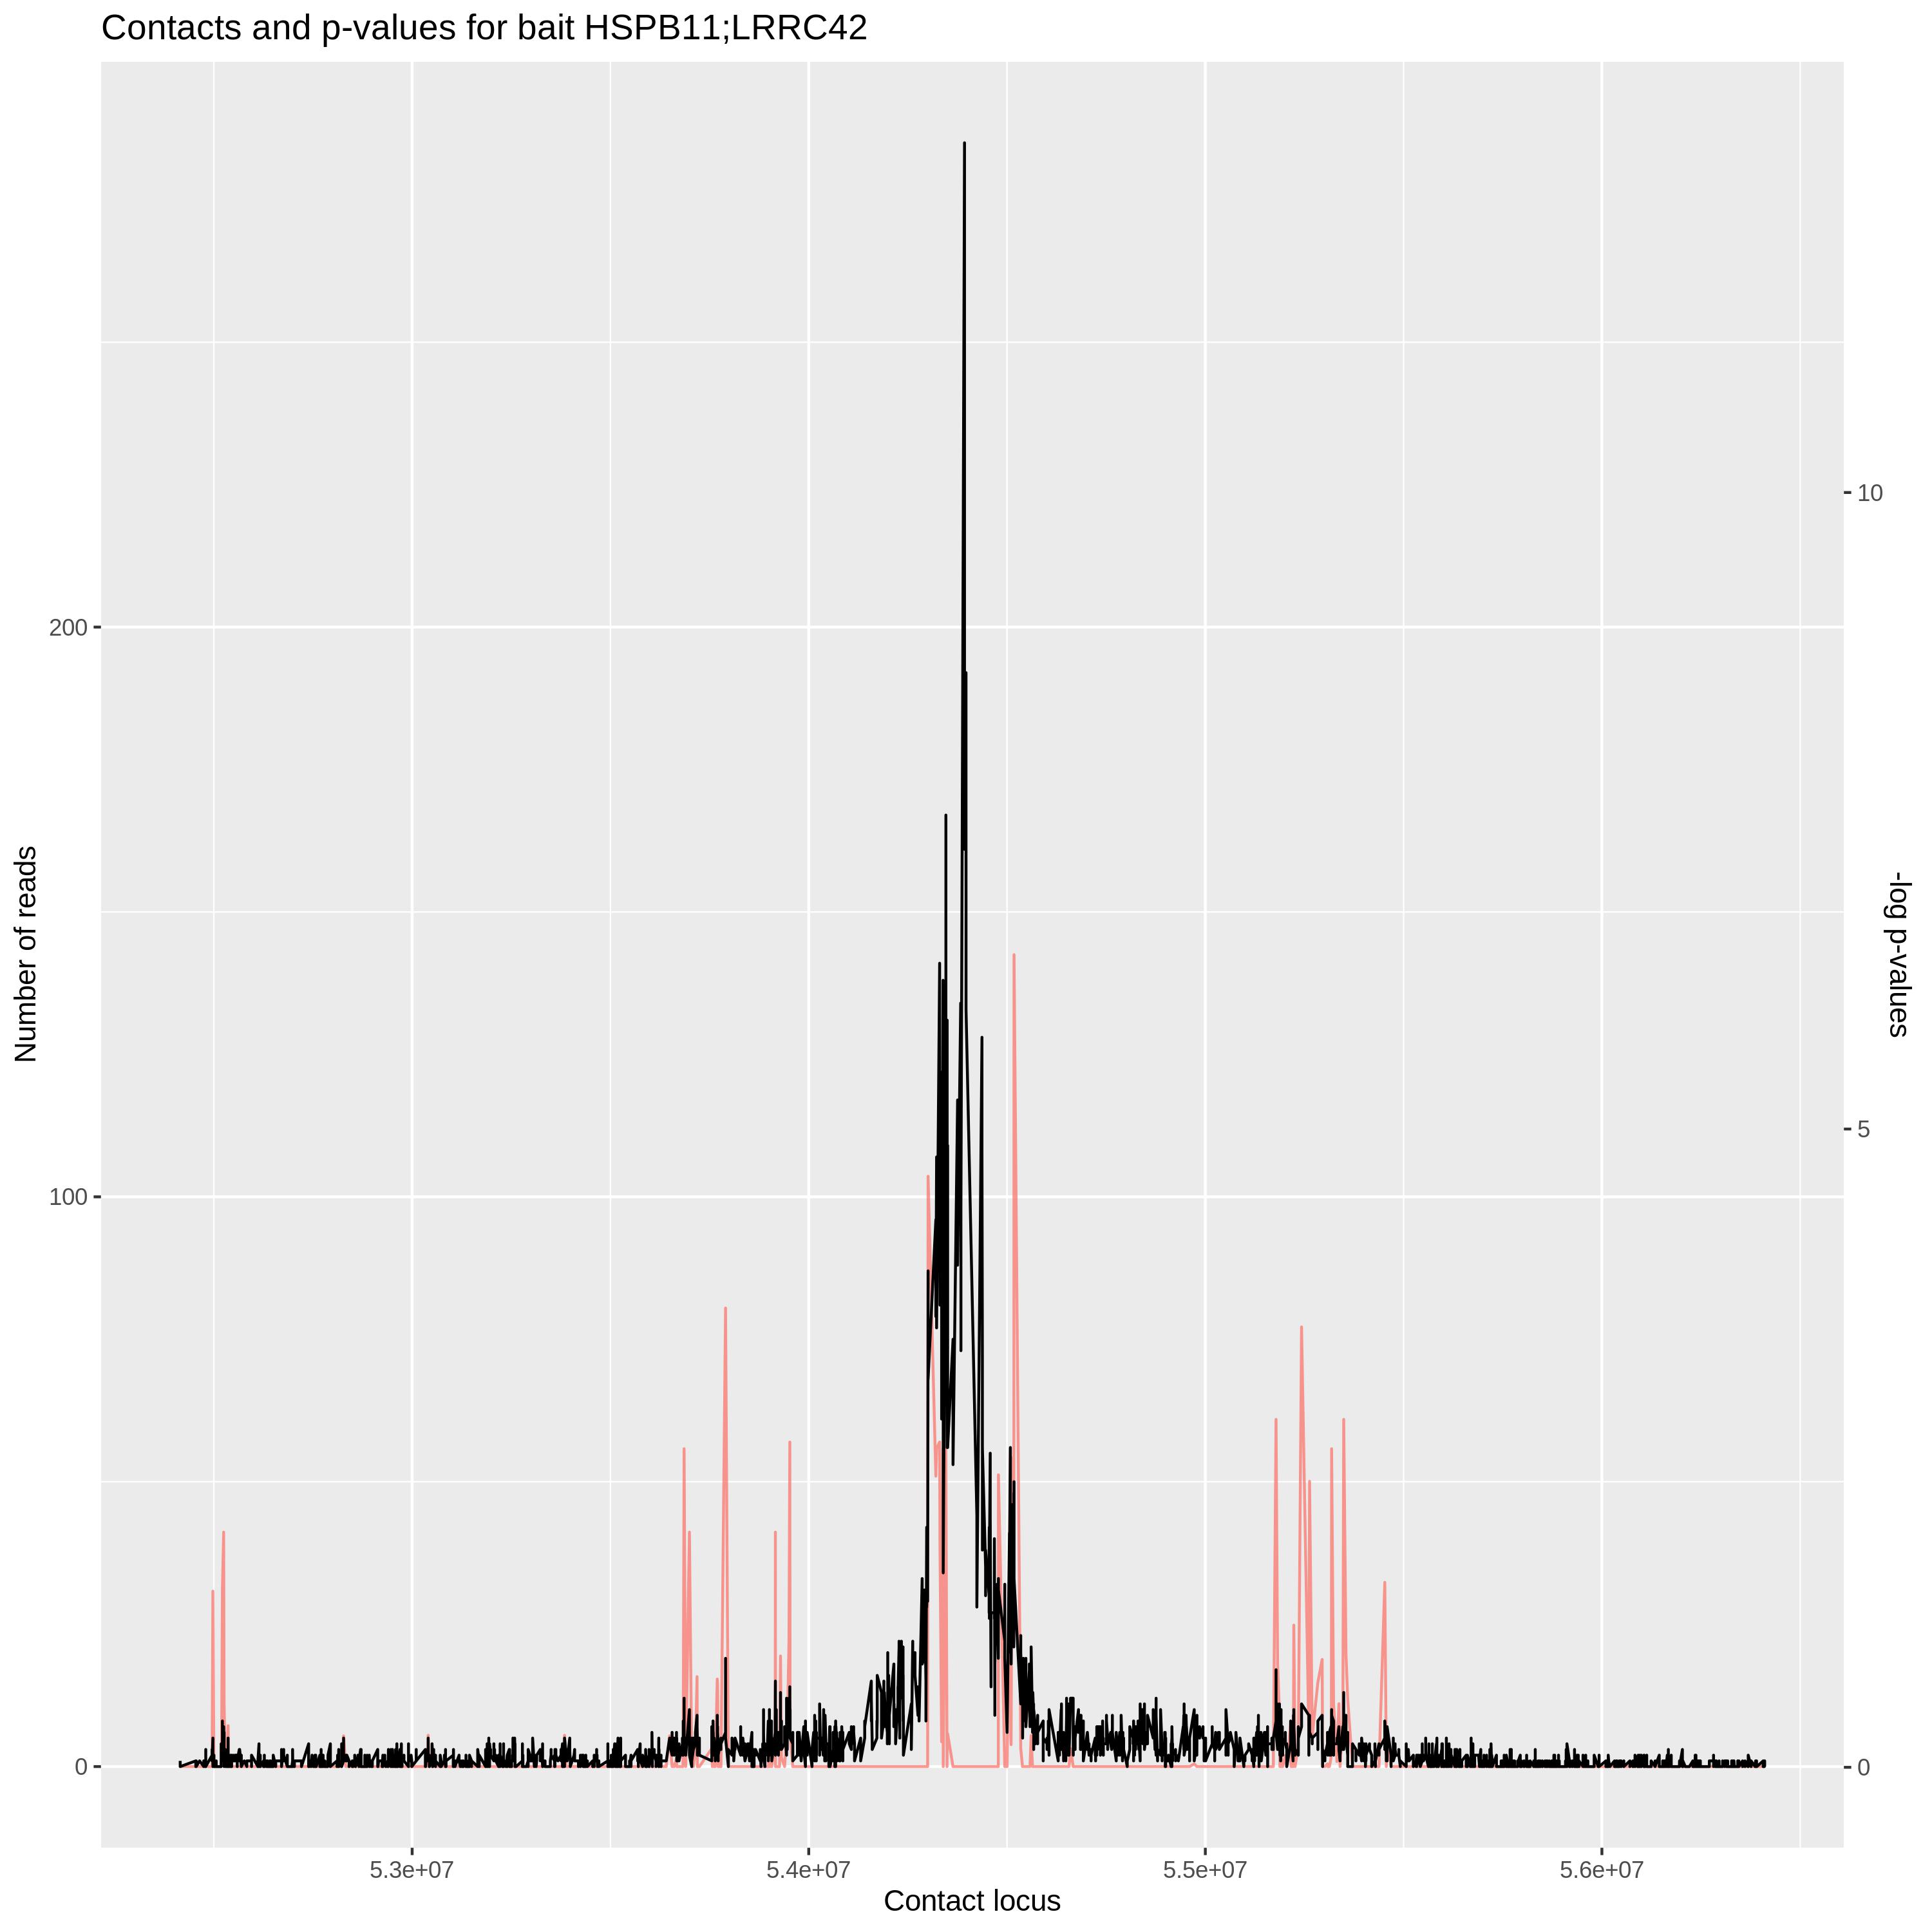 Contacts and p-values for bait HSPB11;LRRC42
Number of reads
200
100
0
10
5
0
-log p-values
5.3e+07
5.4e+07
5.5e+07
5.6e+07
Contact locus